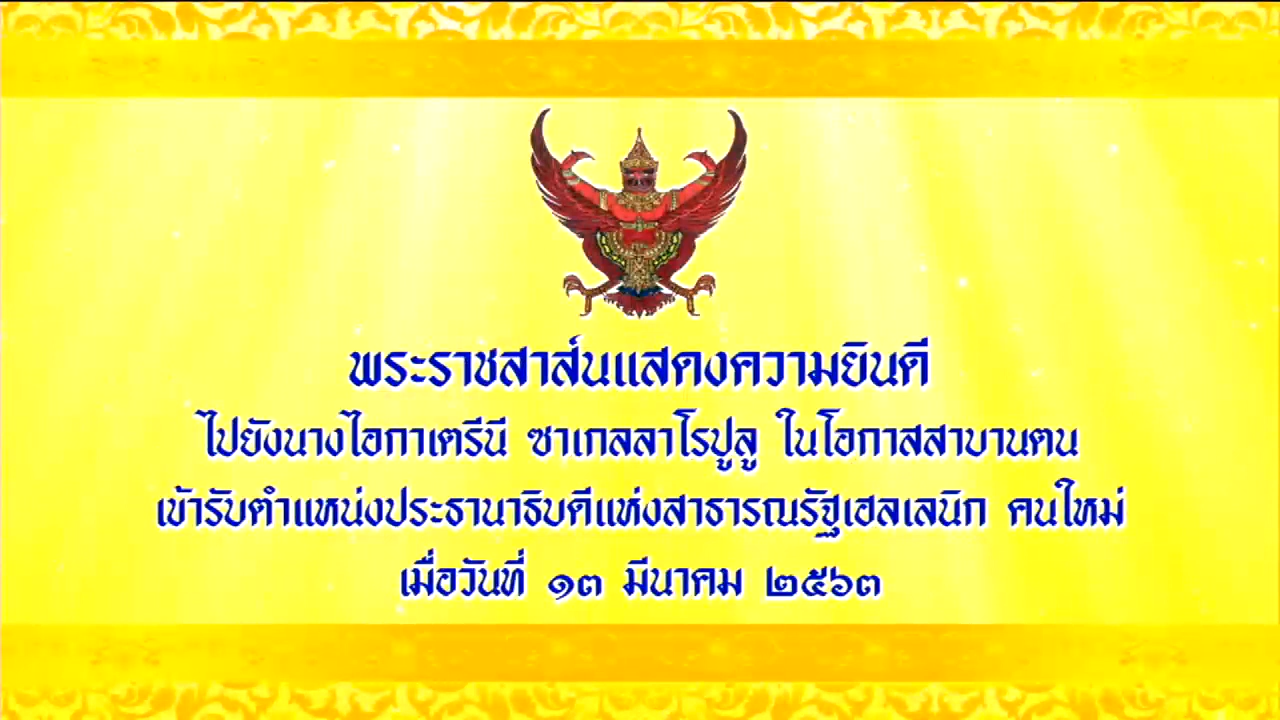 พระราชสาส์นแสดงความยินดี
ไปยังนางไอกาเตรีนี ซาเกลลาโรปูลู ในโอกาสสาบานตน
เข้ารับตำแหน่งประธานาธิบดีแห่งสาธารณรัฐเฮลเลนิก คนใหม่
เมื่อวันที่ ๑๓ มีนาคม ๒๕๖๓